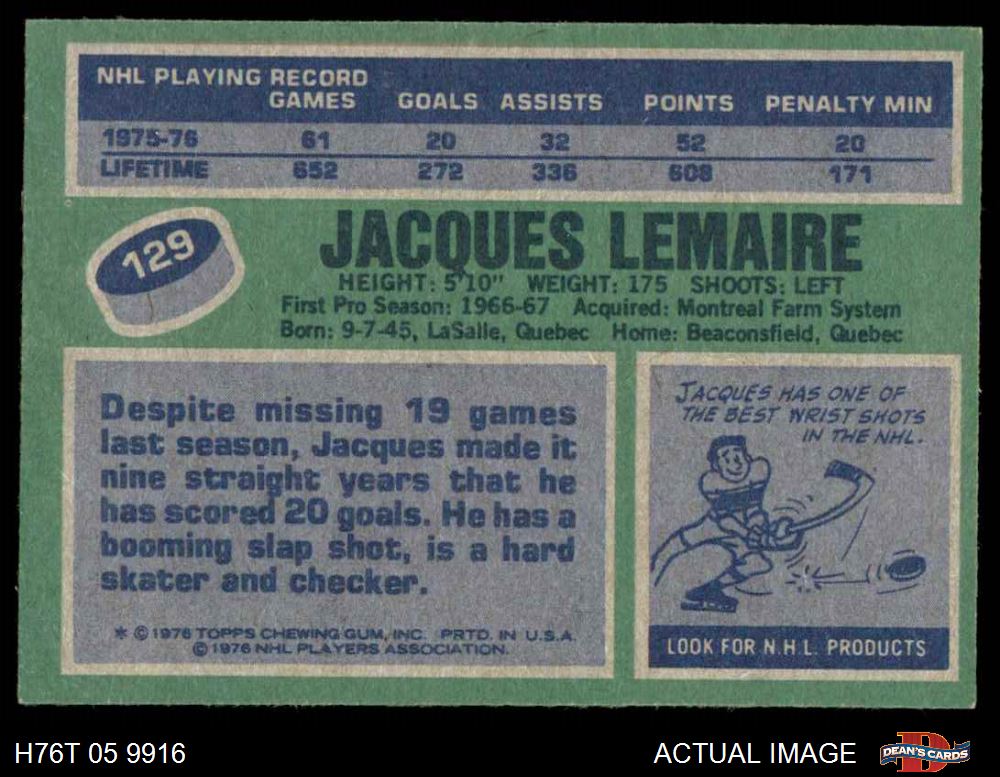 NHL PLAYING RECORD
GAMES GOALS ASSISTS POINTS PENALTY MIN
1975-76 61 20 32 52 20
LIFETIME 652 272 336 608 171
129
JACQUES LEMAIRE
HEIGHT: 5'10" WEIGHT: 175 SHOOTS: LEFT
First Pro Season: 1966-67 Acquired: Montreal Farm System
Born: 9-7-45, LaSalle, Quebec Home: Beaconsfield, Quebec
Despite missing 19 games
last season, Jacques made it
nine straight years that he
has scored 20 goals. He has a
booming slap shot, is a hard
skater and checker.
* © 1976 TOPPS CHEWING GUM, INC. PRTD. IN U.S.A.
© 1976 NHL PLAYERS ASSOCIATION.
JACQUES HAS ONE OF
THE BEST WRIST SHOTS
IN THE NHL.
LOOK FOR N.H L. PRODUCTS
H76T 05 9916
ACTUAL IMAGE
DEAN'S CARDS